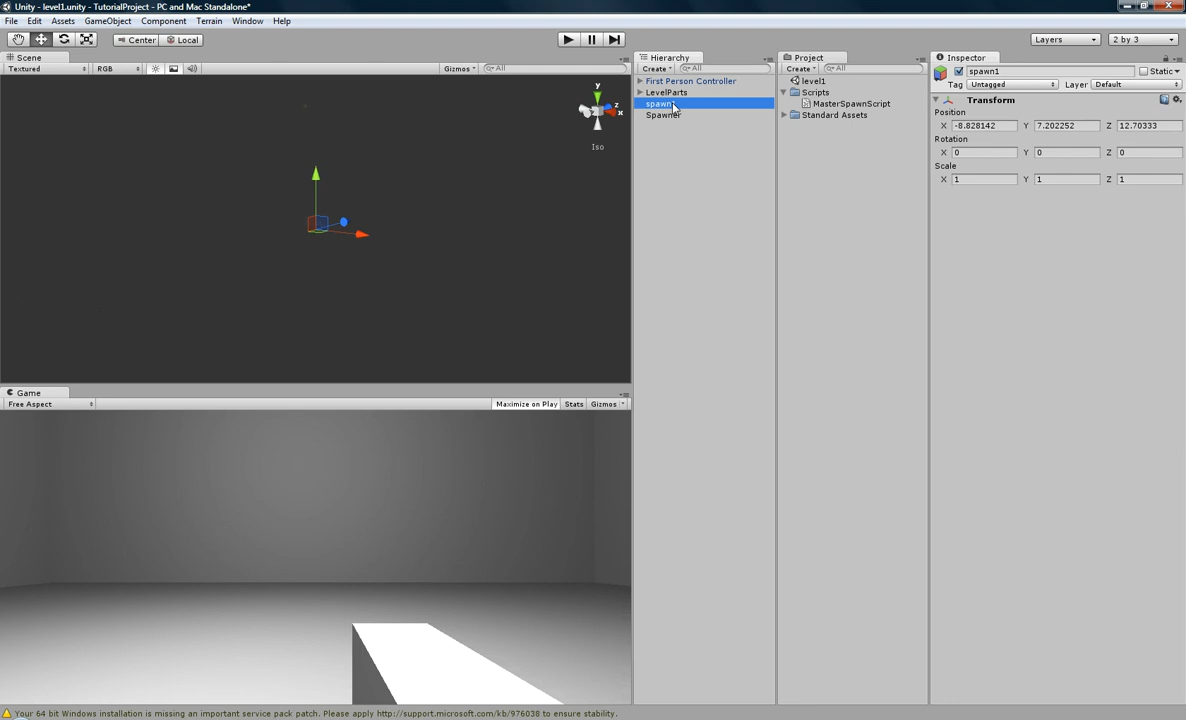 Unity - level1.unity - TutorialProject - PC and Mac Standalone*
File Edit Assets GameObject Component Terrain Window Help
Center Local Layers 2 by 3
Scene
Textured RGB Gizmos All
y
z
x
Iso
Game
Free Aspect Maximize on Play Stats Gizmos
Hierarchy
Create All
First Person Controller
LevelParts
spawn1
Spawner
Project
Create All
level1
Scripts
MasterSpawnScript
Standard Assets
Inspector
spawn1 Static
Tag Untagged Layer Default
Transform
Position
X -8.828142 Y 7.202252 Z 12.70333
Rotation
X 0 Y 0 Z 0
Scale
X 1 Y 1 Z 1
Your 64 bit Windows installation is missing an important service pack patch. Please apply http://support.microsoft.com/kb/976038 to ensure stability.